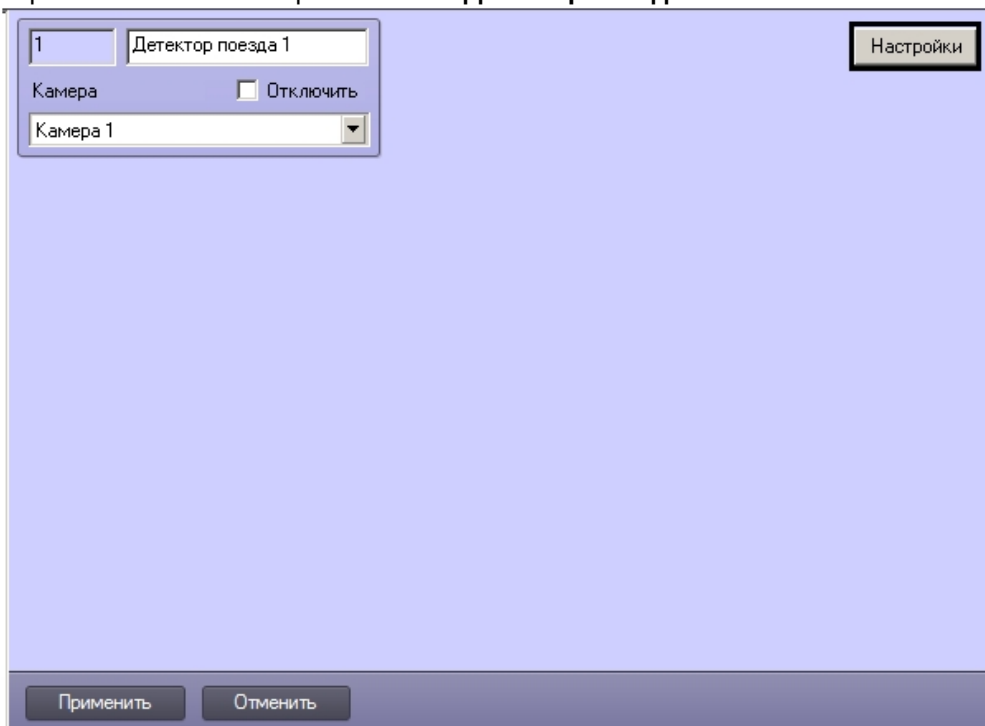 1 Детектор поезда 1
Настройки
Камера Отключить
Камера 1
Применить Отменить